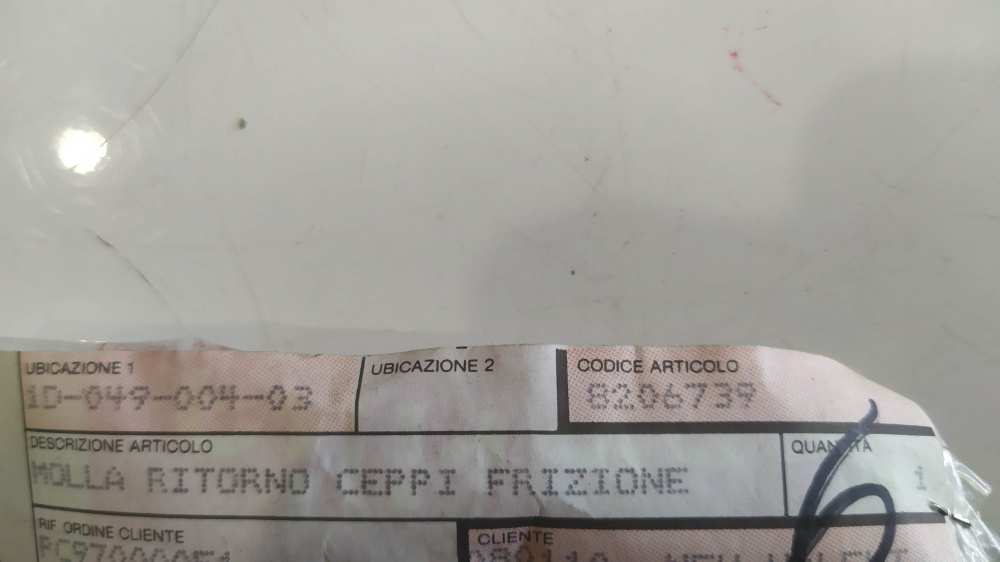 UBICAZIONE 1 UBICAZIONE 2 CODICE ARTICOLO
1D-049-004-03 8206739
DESCRIZIONE ARTICOLO QUANTITA
MOLLA RITORNO CEPPI FRIZIONE 1
RIF ORDINE CLIENTE CLIENTE